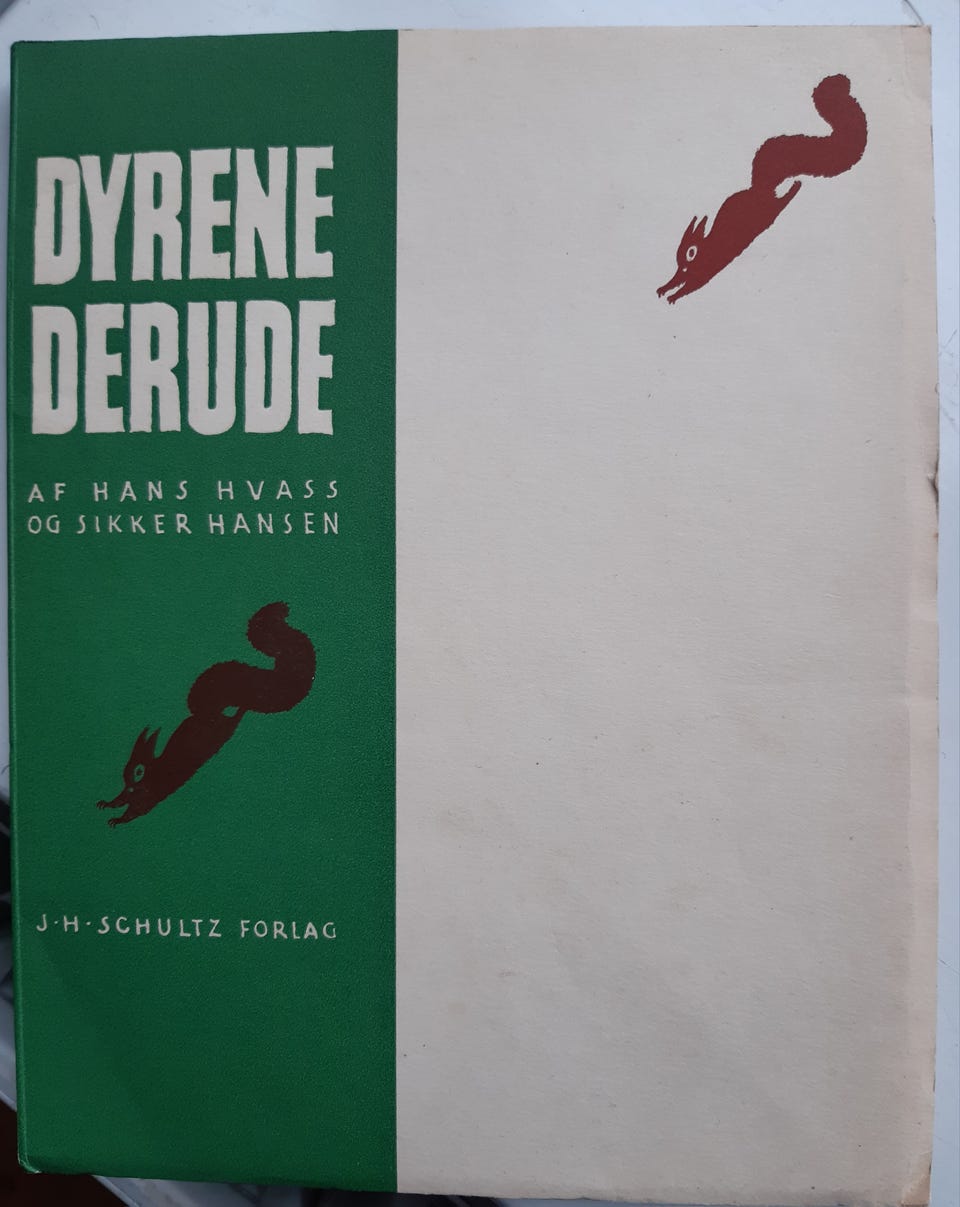 DYRENE
DERUDE
AF HANS HVASS
OG SIKKER HANSEN
J·H·SCHULTZ FORLAG